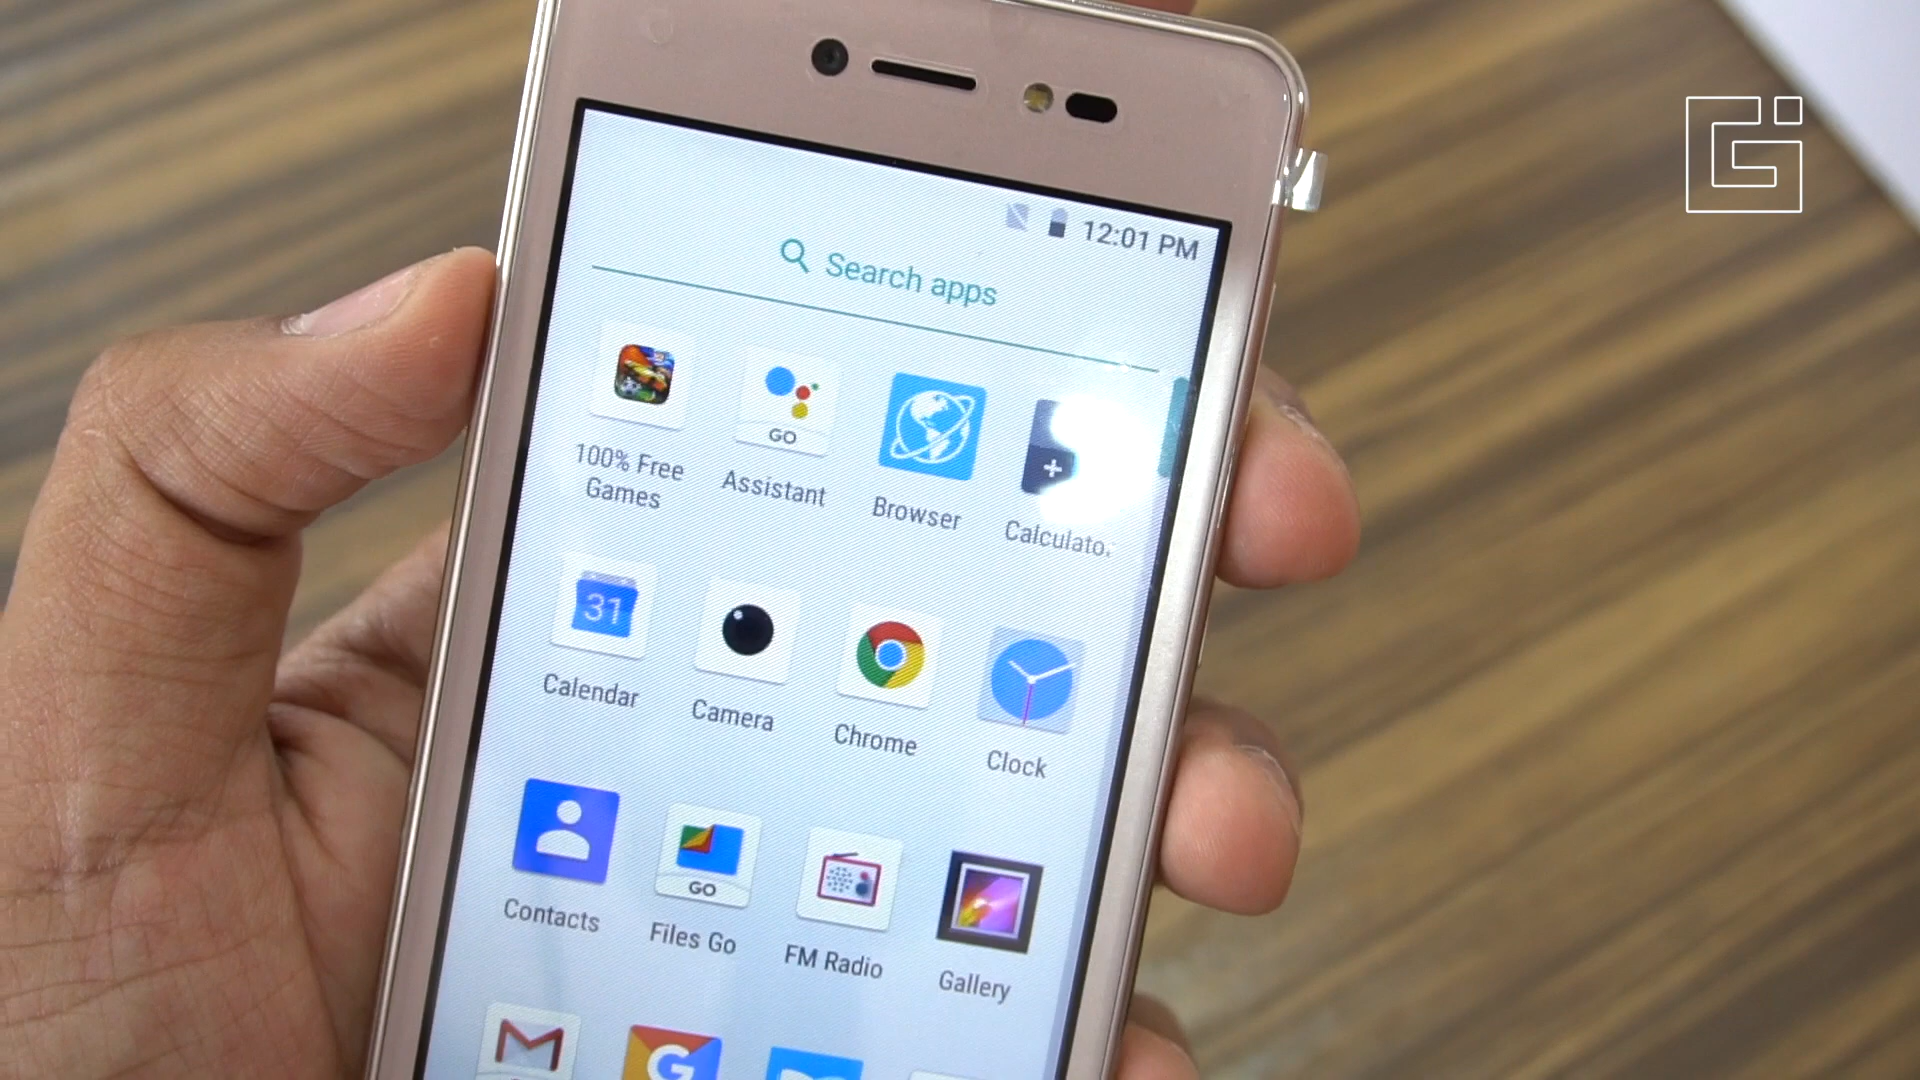 12:01 PM
Search apps
GO
100% Free
Games
Assistant
Browser
Calculato
31
Calendar
Camera
Chrome
Clock
GO
Contacts
Files Go
FM Radio
Gallery
G